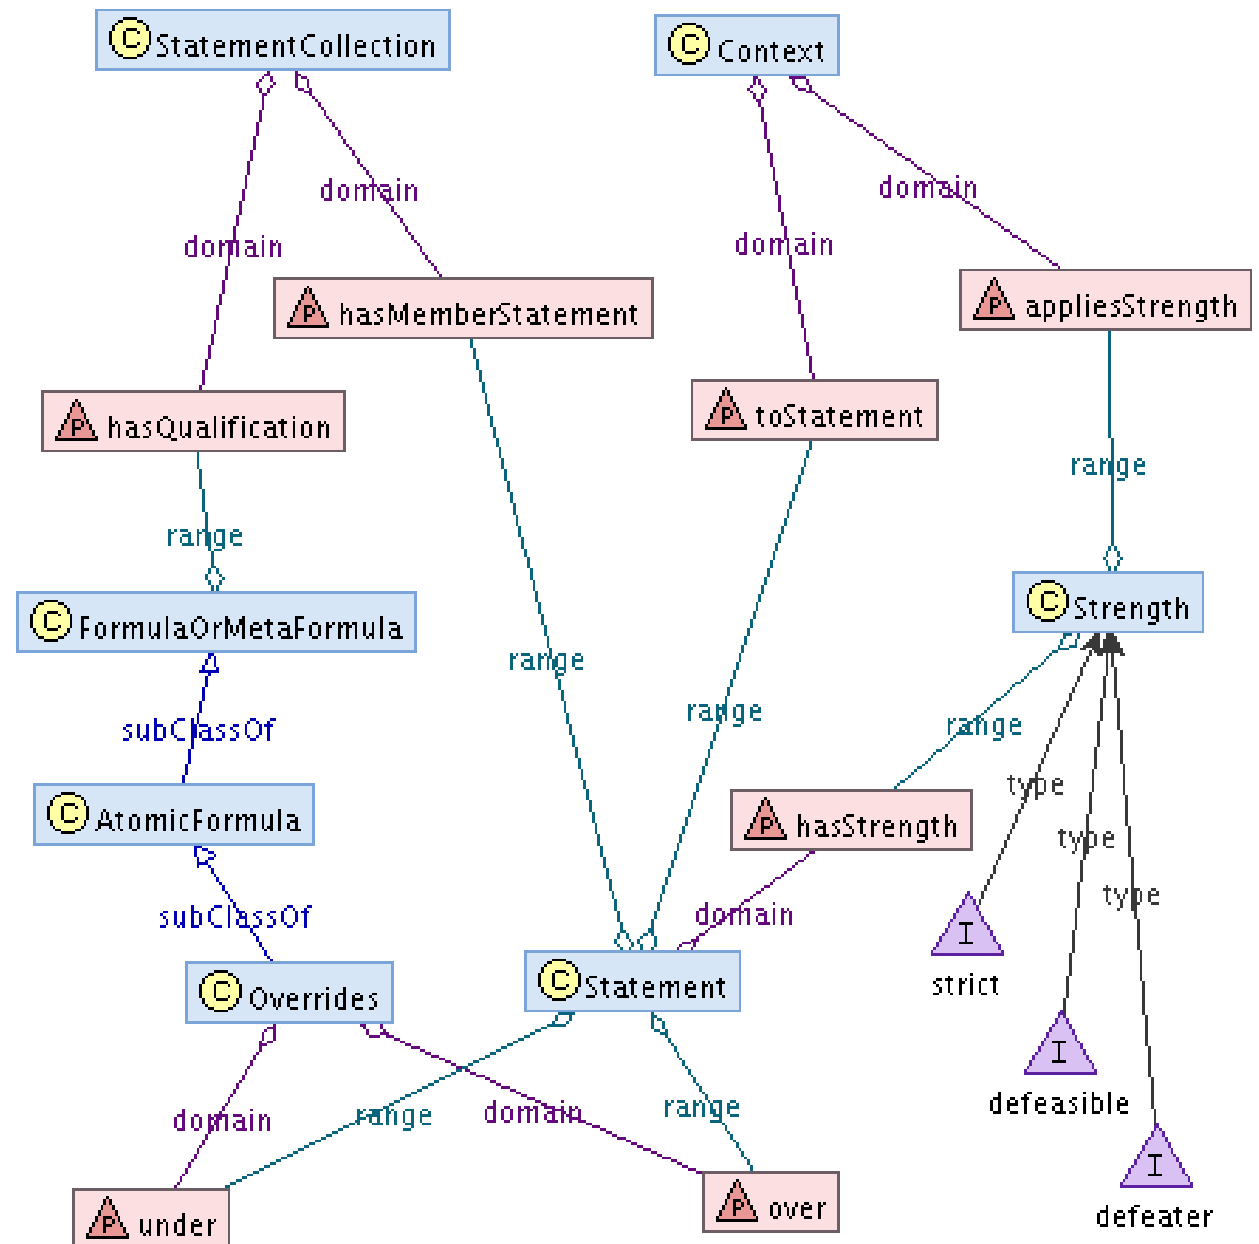 C StatementCollection
C Context
domain
domain
domain
domain
P hasMemberStatement
P appliesStrength
P hasQualification
P toStatement
range
range
C FormulaOrMetaFormula
C Strength
range
range
subClassOf
range
type
C AtomicFormula
P hasStrength
type
type
subClassOf
domain
I
strict
C Overrides
C Statement
I
defeasible
domain
range
domain
range
I
defeater
P under
P over